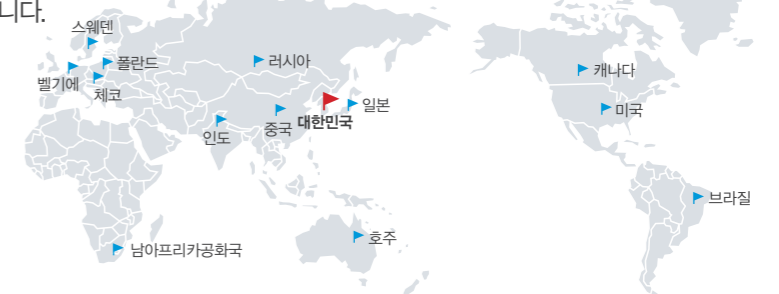 니다.
스웨덴
폴란드
러시아
벨기에
체코
일본
대한민국
중국
인도
캐나다
미국
브라질
호주
남아프리카공화국